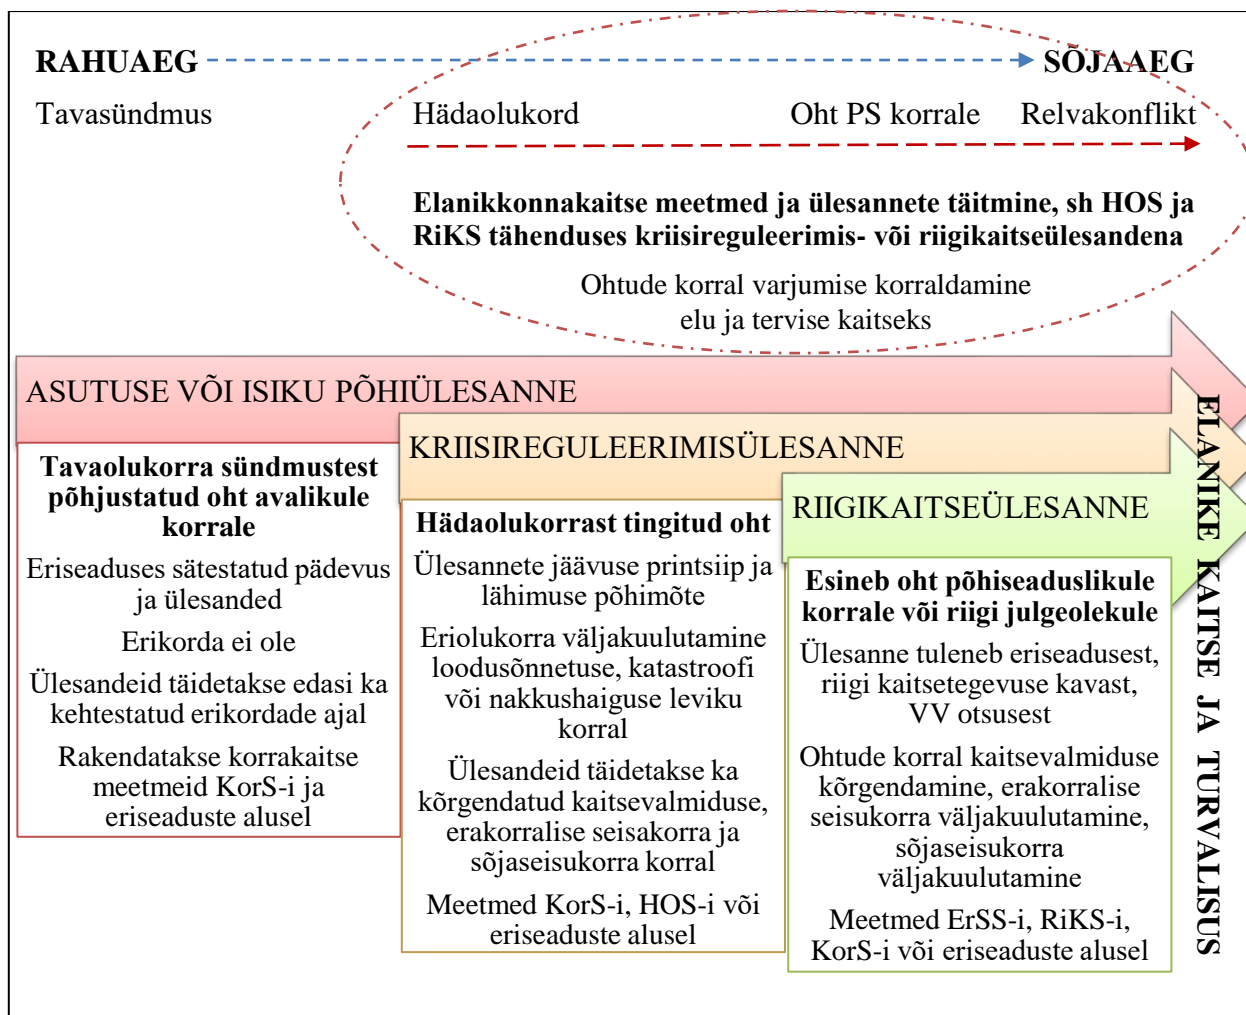 RAHUAEG
SÕJAAEG
Tavasündmus
Hädaolukord
Oht PS korrale
Relvakonflikt
Elanikkonnakaitse meetmed ja ülesannete täitmine, sh HOS ja
RiKS tähenduses kriisireguleerimis- või riigikaitseülesandena
Ohtude korral varjumise korraldamine
elu ja tervise kaitseks
ASUTUSE VÕI ISIKU PÕHIÜLESANNE
Tavaolukorra sündmustest
põhjustatud oht avalikule
korrale
Eriseaduses sätestatud pädevus
ja ülesanded
Erikorda ei ole
Ülesandeid täidetakse edasi ka
kehtestatud erikordade ajal
Rakendatakse korrakaitse
meetmeid KorS-i ja
eriseaduste alusel
KRIISIREGULEERIMISÜLESANNE
Hädaolukorrast tingitud oht
Ülesannete jäävuse printsiip ja
lähimuse põhimõte
Eriolukorra väljakuulutamine
loodusõnnetuse, katastroofi
või nakkushaiguse leviku
korral
Ülesandeid täidetakse ka
kõrgendatud kaitsevalmiduse,
erakorralise seisakorra ja
sõjaseisukorra korral
Meetmed KorS-i, HOS-i või
eriseaduste alusel
RIIGIKAITSEÜLESANNE
Esineb oht põhiseaduslikule
korrale või riigi julgeolekule
Ülesanne tuleneb eriseadusest,
riigi kaitsetegevuse kavast,
VV otsusest
Ohtude korral kaitsevalmiduse
kõrgendamine, erakorralise
seisukorra väljakuulutamine,
sõjaseisukorra
väljakuulutamine
Meetmed ErSS-i, RiKS-i,
KorS-i või eriseaduste alusel
ELANIKE KAITSE JA TURVALISUS